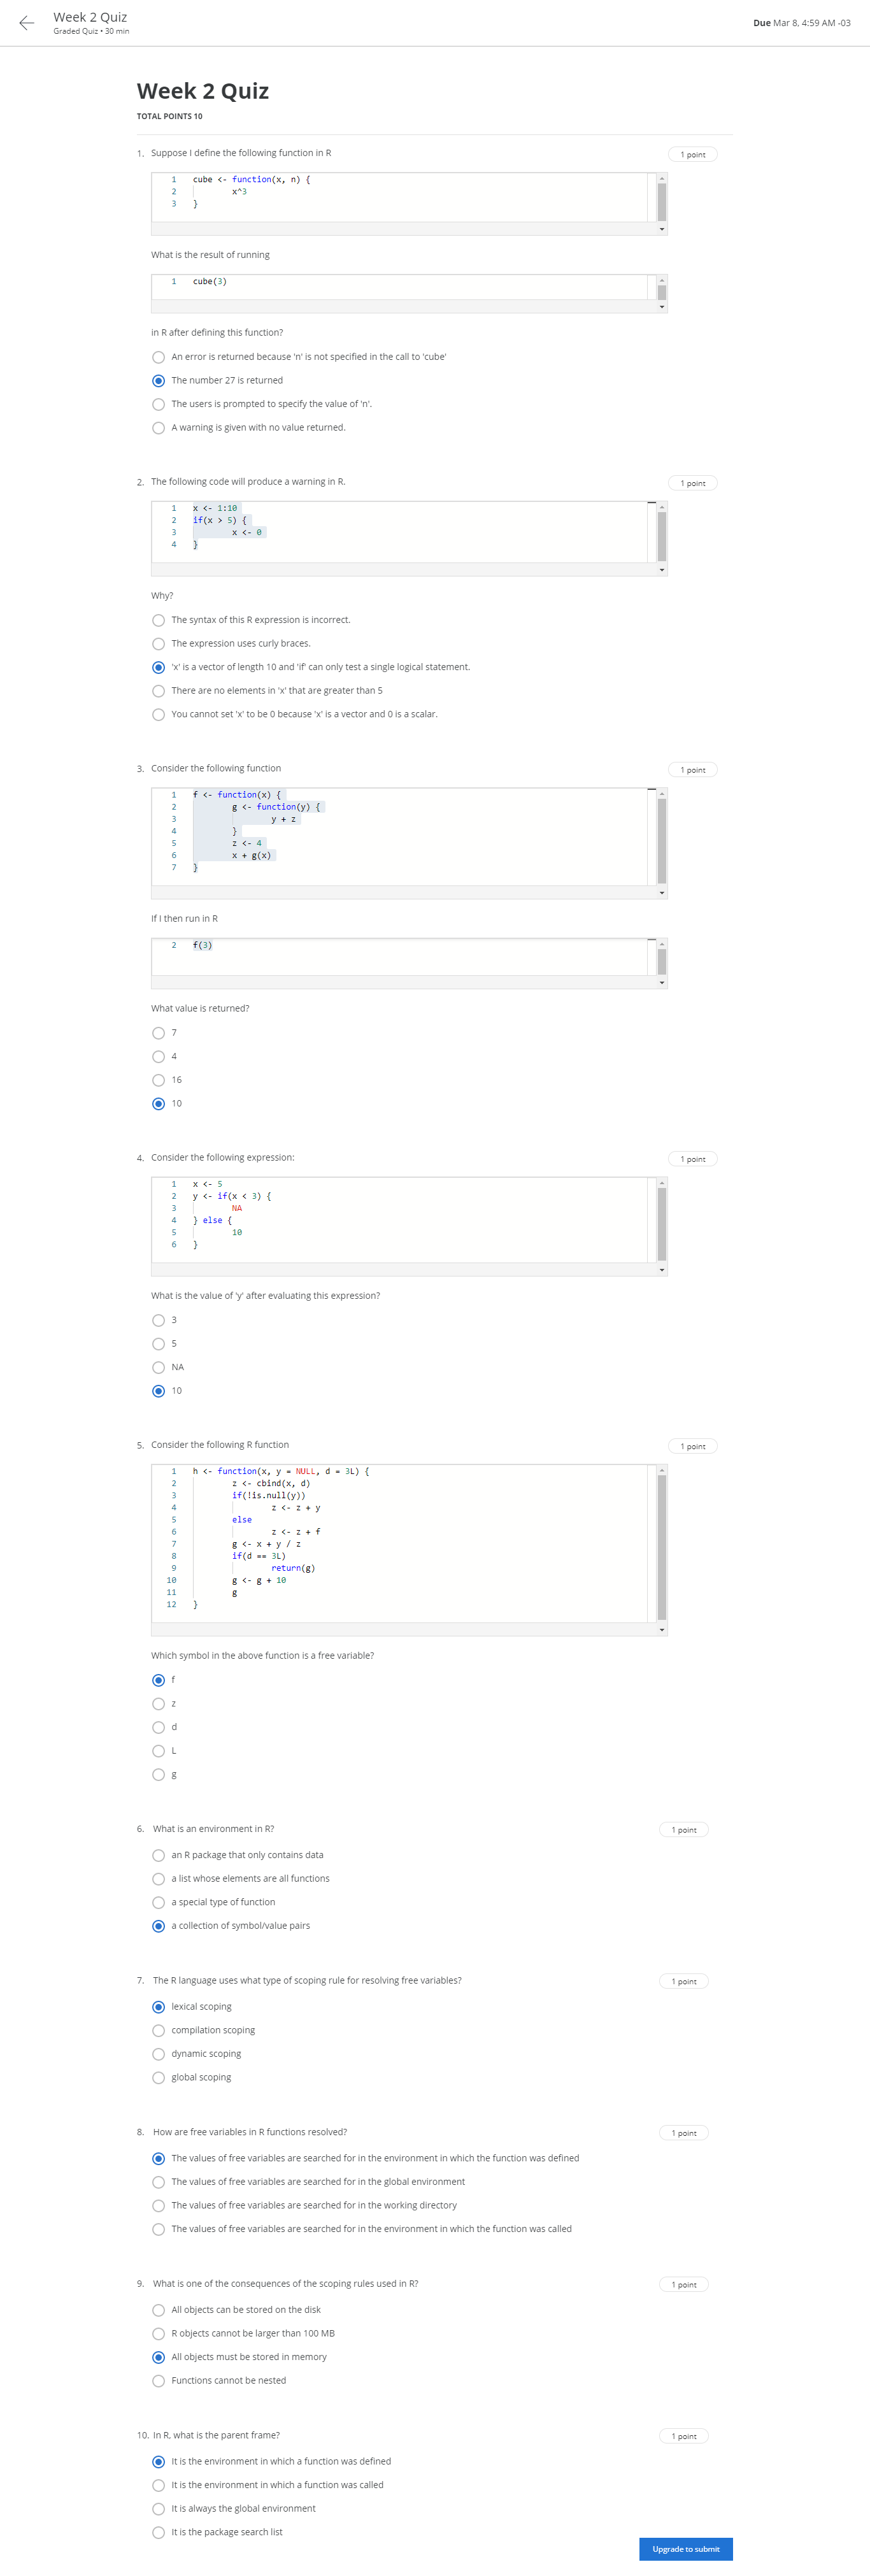 Week 2 Quiz
Graded Quiz • 30 min
Due Mar 8, 4:59 AM -03
Week 2 Quiz
TOTAL POINTS 10
1. Suppose I define the following function in R
1 point
1 cube <- function(x, n) {
2 x^3
3 }
What is the result of running
1 cube(3)
in R after defining this function?
An error is returned because 'n' is not specified in the call to 'cube'
The number 27 is returned
The users is prompted to specify the value of 'n'.
A warning is given with no value returned.
2. The following code will produce a warning in R.
1 point
1 x <- 1:10
2 if(x > 5) {
3 x <- 0
4 }
Why?
The syntax of this R expression is incorrect.
The expression uses curly braces.
'x' is a vector of length 10 and 'if' can only test a single logical statement.
There are no elements in 'x' that are greater than 5
You cannot set 'x' to be 0 because 'x' is a vector and 0 is a scalar.
3. Consider the following function
1 point
1 f <- function(x) {
2 g <- function(y) {
3 y + z
4 }
5 z <- 4
6 x + g(x)
7 }
If I then run in R
2 f(3)
What value is returned?
7
4
16
10
4. Consider the following expression:
1 point
1 x <- 5
2 y <- if(x < 3) {
3 NA
4 } else {
5 10
6 }
What is the value of 'y' after evaluating this expression?
3
5
NA
10
5. Consider the following R function
1 point
1 h <- function(x, y = NULL, d = 3L) {
2 z <- cbind(x, d)
3 if(!is.null(y))
4 z <- z + y
5 else
6 z <- z + f
7 g <- x + y / z
8 if(d == 3L)
9 return(g)
10 g <- g + 10
11 g
12 }
Which symbol in the above function is a free variable?
f
z
d
L
g
6. What is an environment in R?
1 point
an R package that only contains data
a list whose elements are all functions
a special type of function
a collection of symbol/value pairs
7. The R language uses what type of scoping rule for resolving free variables?
1 point
lexical scoping
compilation scoping
dynamic scoping
global scoping
8. How are free variables in R functions resolved?
1 point
The values of free variables are searched for in the environment in which the function was defined
The values of free variables are searched for in the global environment
The values of free variables are searched for in the working directory
The values of free variables are searched for in the environment in which the function was called
9. What is one of the consequences of the scoping rules used in R?
1 point
All objects can be stored on the disk
R objects cannot be larger than 100 MB
All objects must be stored in memory
Functions cannot be nested
10. In R, what is the parent frame?
1 point
It is the environment in which a function was defined
It is the environment in which a function was called
It is always the global environment
It is the package search list
Upgrade to submit